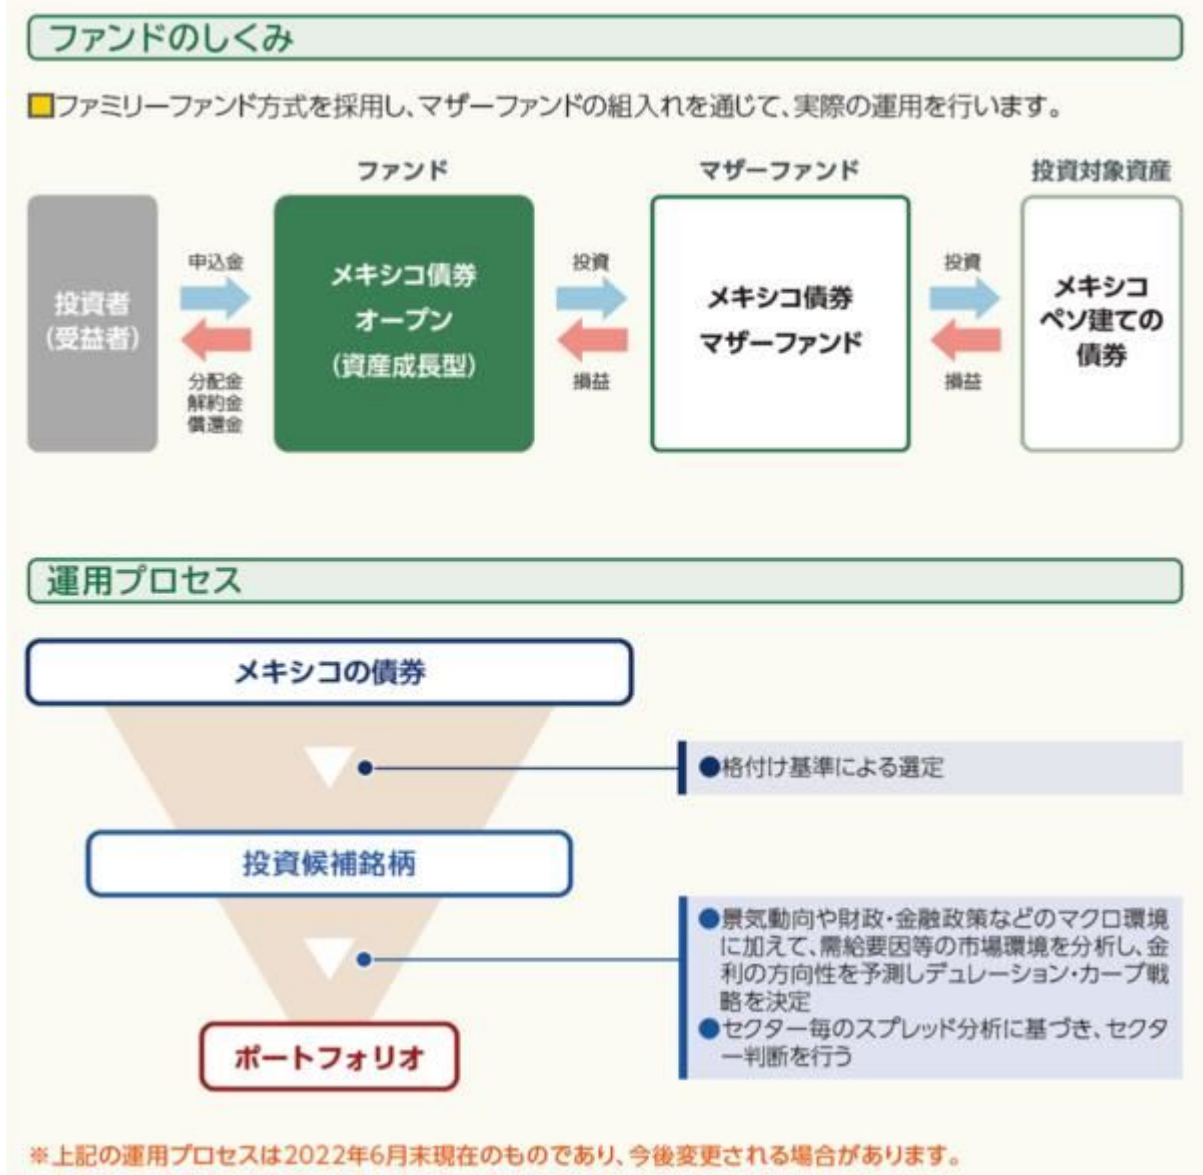 ファンドのしくみ
ファミリーファンド方式を採用し、マザーファンドの組入れを通じて、実際の運用を行います。
ファンド
マザーファンド
投資対象資産
投資者
(受益者)
申込金
分配金
解約金
償還金
メキシコ債券
オープン
(資産成長型)
投資
損益
メキシコ債券
マザーファンド
投資
損益
メキシコ
ペソ建ての
債券
運用プロセス
メキシコの債券
●格付け基準による選定
投資候補銘柄
●景気動向や財政・金融政策などのマクロ環境
に加えて、需給要因等の市場環境を分析し、金
利の方向性を予測しデュレーション・カーブ戦
略を決定
●セクター毎のスプレッド分析に基づき、セクタ
ー判断を行う
ポートフォリオ
※上記の運用プロセスは2022年6月末現在のものであり、今後変更される場合があります。